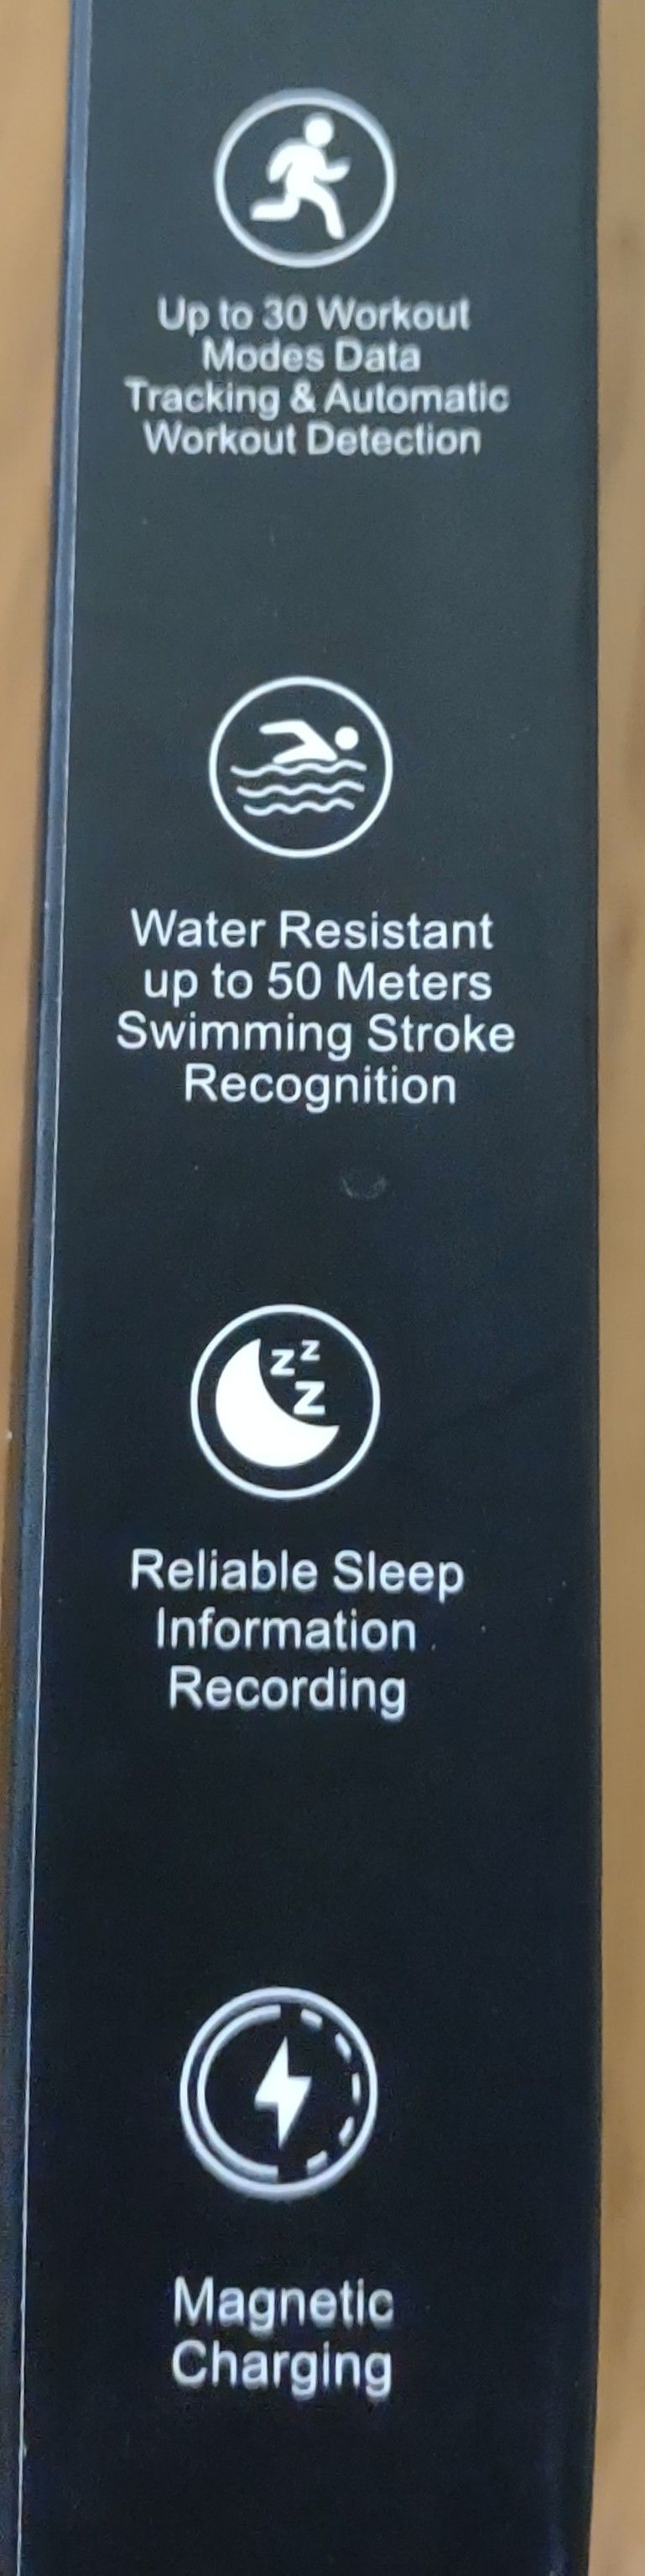 Up to 30 Workout
Modes Data
Tracking & Automatic
Workout Detection
Water Resistant
up to 50 Meters
Swimming Stroke
Recognition
z z
z
Reliable Sleep
Information
Recording
Magnetic
Charging